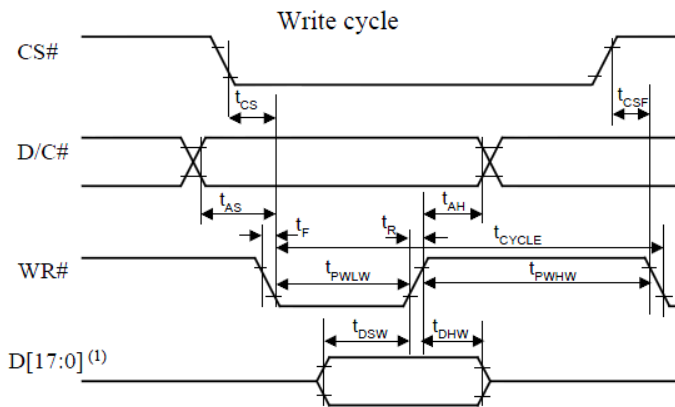 Write cycle
CS#
tCS
tCSF
D/C#
tAS
tAH
tF
tR
tCYCLE
WR#
tPWLW
tPWHW
tDSW
tDHW
D[17:0] (1)